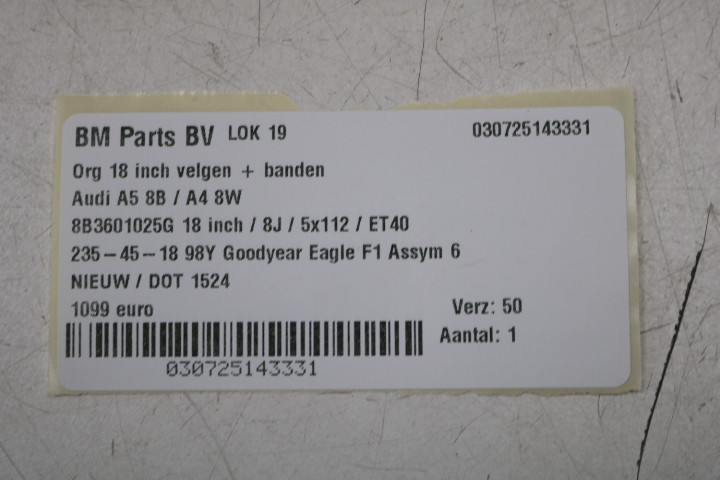 BM Parts BV LOK 19 030725143331
Org 18 inch velgen + banden
Audi A5 8B / A4 8W
8B3601025G 18 inch / 8J / 5x112 / ET40
235-45-18 98Y Goodyear Eagle F1 Assym 6
NIEUW / DOT 1524
1099 euro Verz: 50
Aantal: 1
030725143331